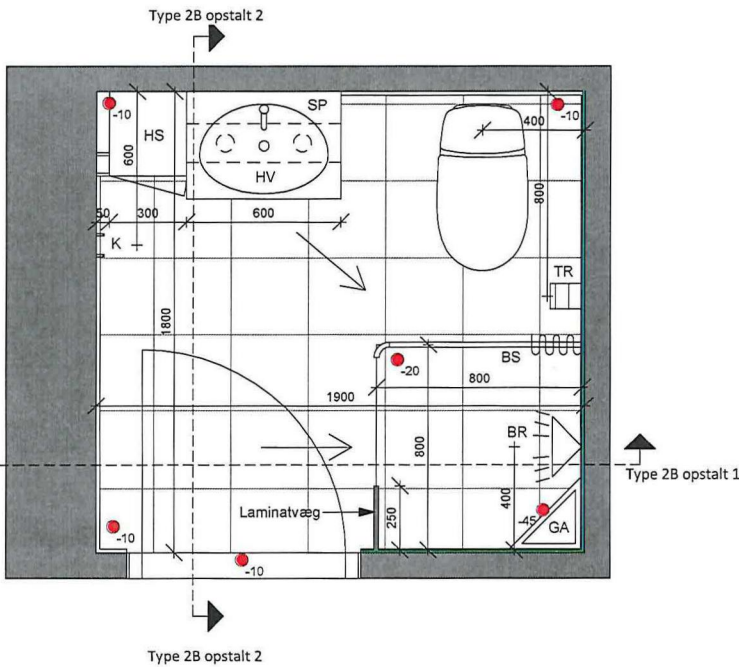 Type 2B opstalt 2
-10
HS
600
SP
HV
400
-10
800
50
300
600
K
TR
1800
BS
-20
800
1900
800
BR
Type 2B opstalt 1
400
Laminatvæg
250
-45
GA
-10
-10
Type 2B opstalt 2